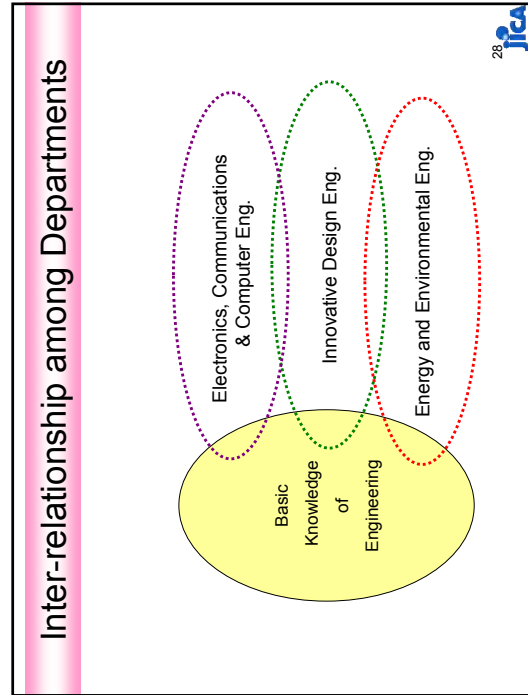 Inter-relationship among Departments
Basic
Knowledge
of
Engineering
Electronics, Communications
& Computer Eng.
Innovative Design Eng.
Energy and Environmental Eng.
28
jICA